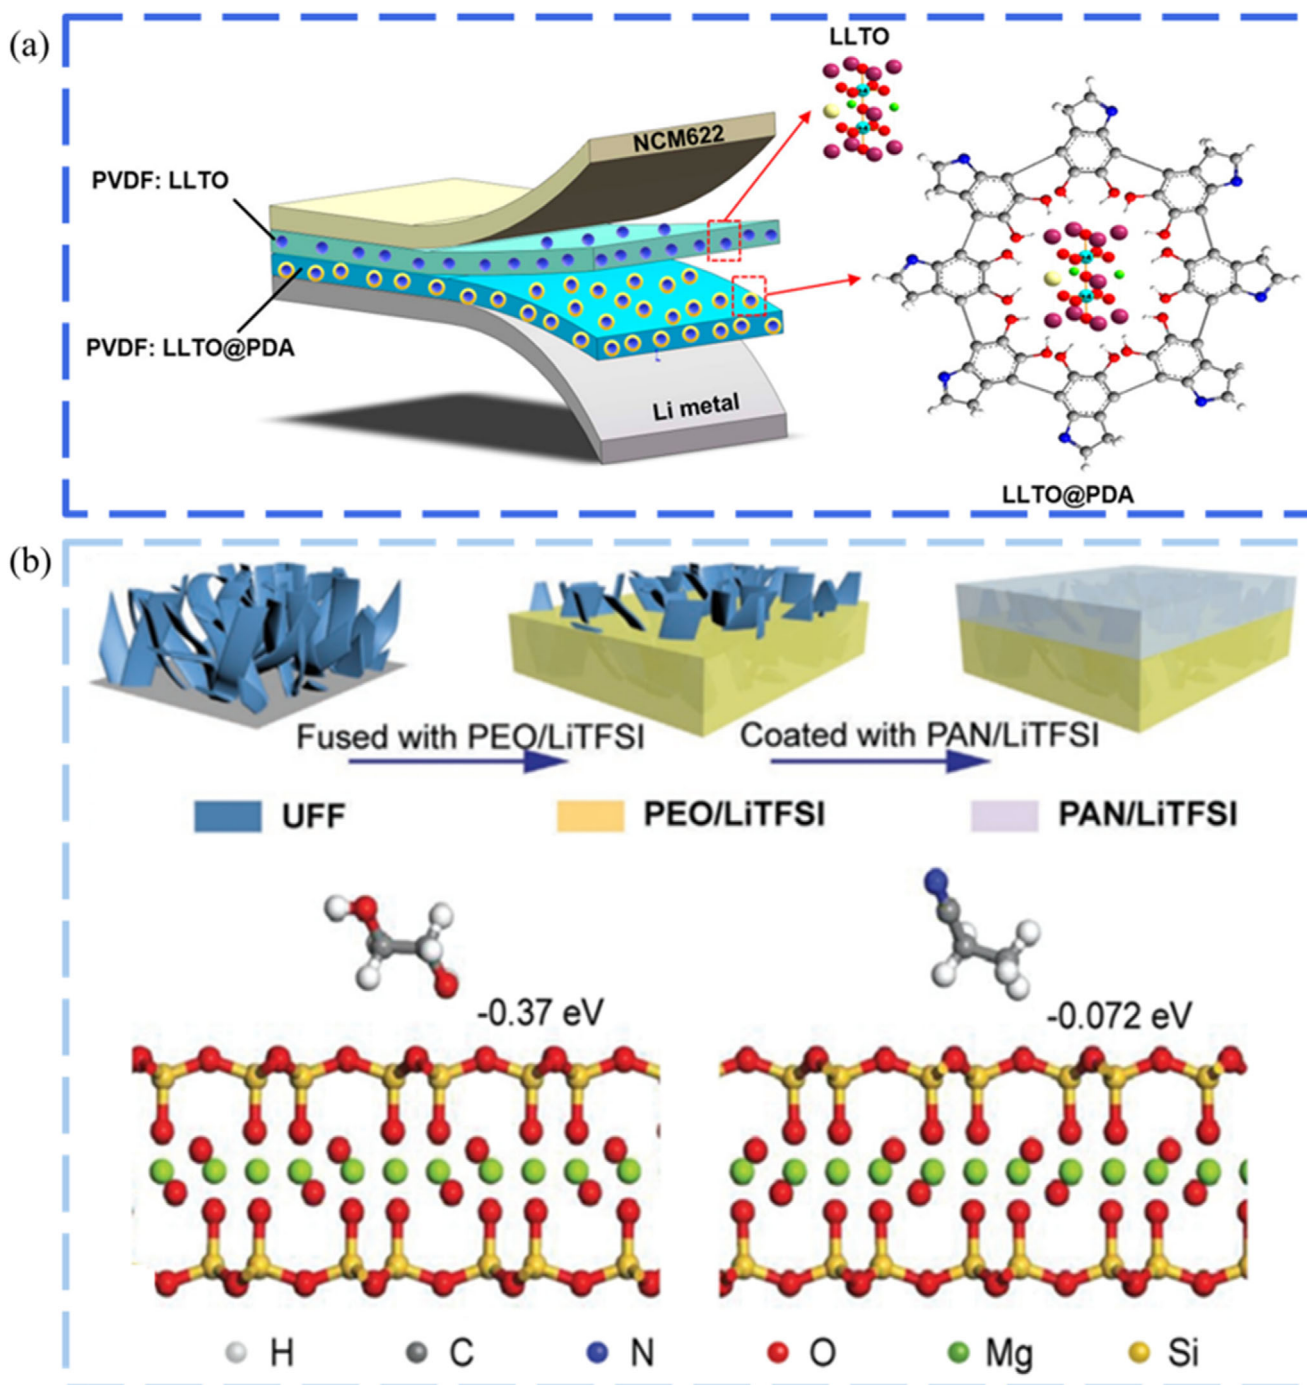 (a)
LLTO
NCM622
PVDF: LLTO
PVDF: LLTO@PDA
Li metal
LLTO@PDA
(b)
Fused with PEO/LiTFSI
Coated with PAN/LiTFSI
UFF
PEO/LiTFSI
PAN/LiTFSI
-0.37 eV
-0.072 eV
H
C
N
O
Mg
Si